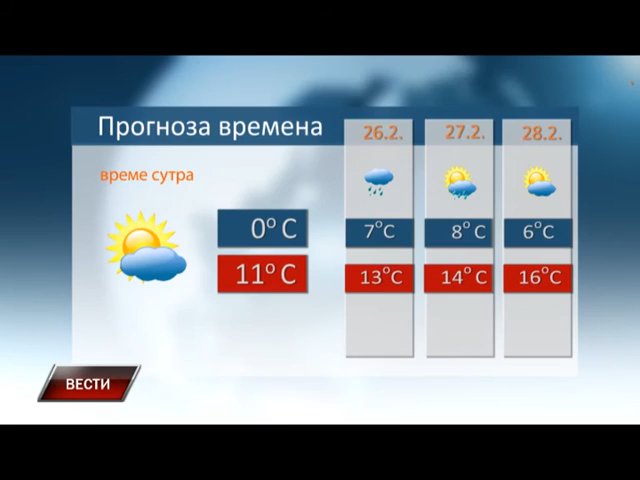 Прогноза времена
време сутра
0°C
11°C
26.2.
7°C
13°C
27.2.
8°C
14°C
28.2.
6°C
16°C
ВЕСТИ